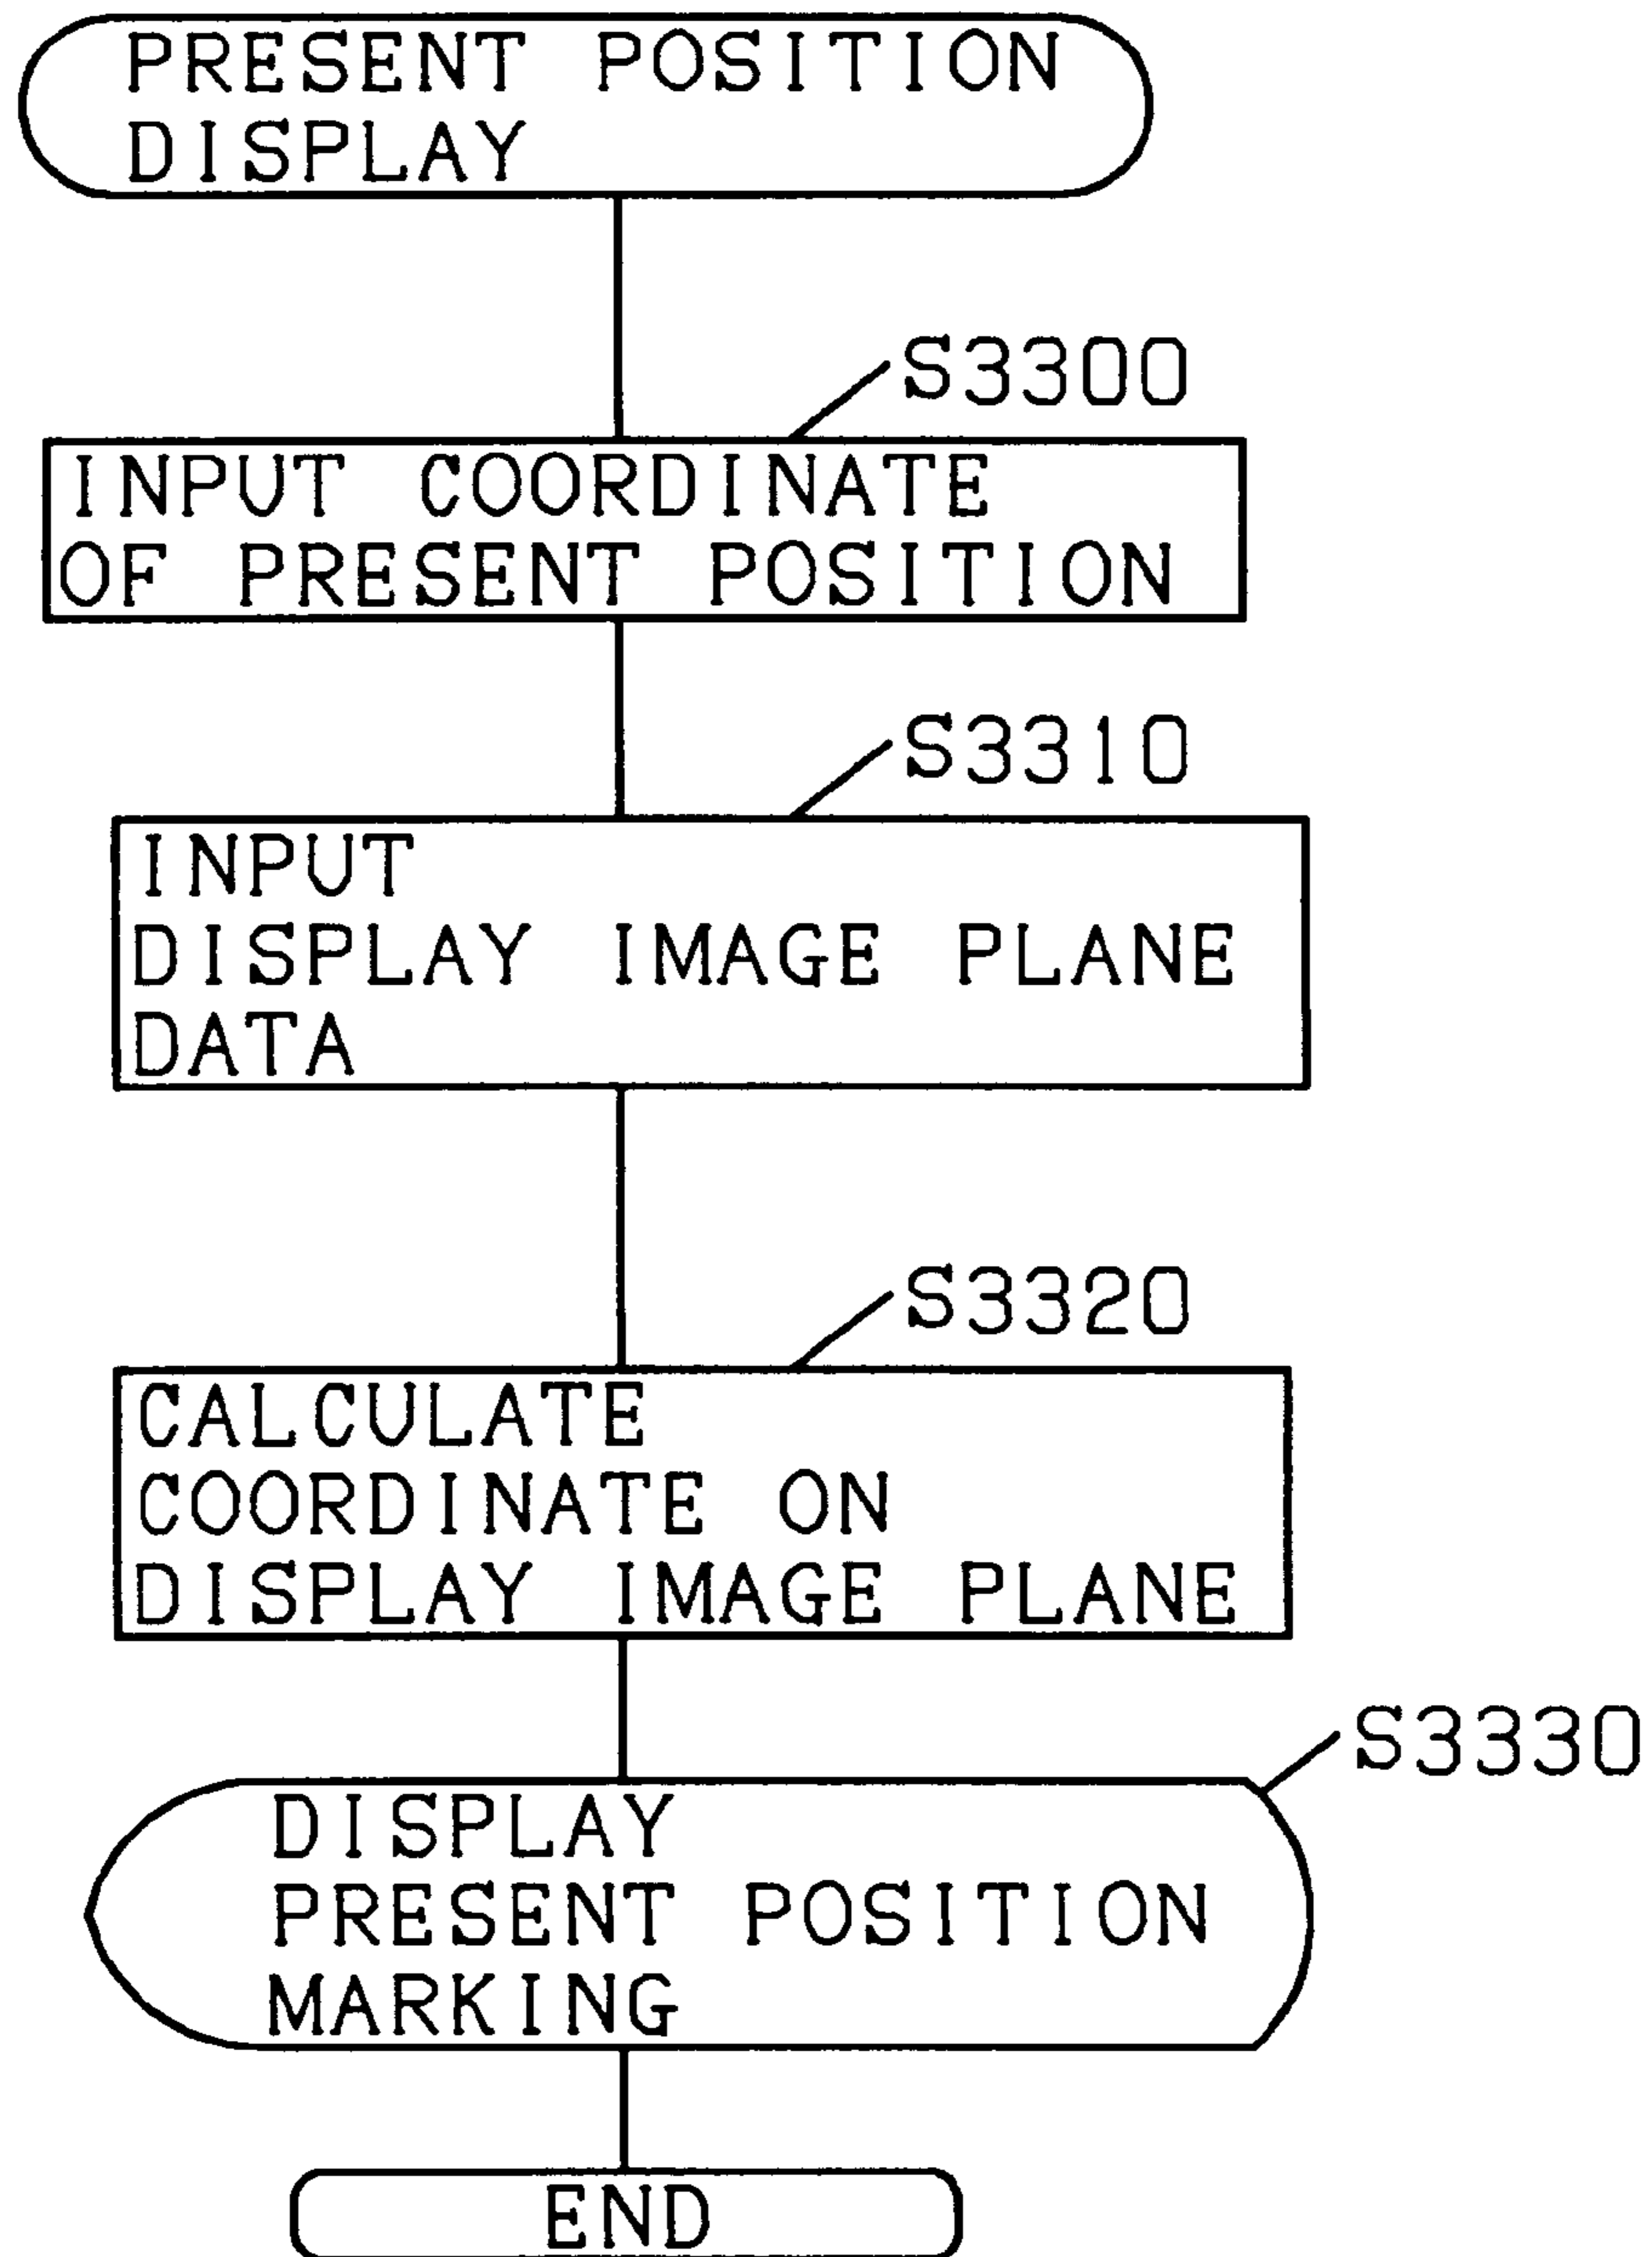 PRESENT POSITION
DISPLAY
S3300
INPUT COORDINATE
OF PRESENT POSITION
S3310
INPUT
DISPLAY IMAGE PLANE
DATA
S3320
CALCULATE
COORDINATE ON
DISPLAY IMAGE PLANE
S3330
DISPLAY
PRESENT POSITION
MARKING
END